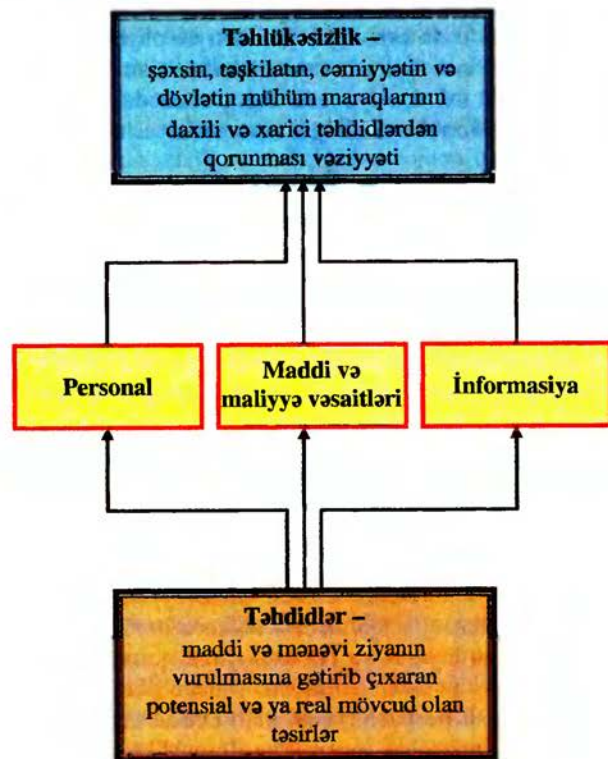 Təhlükəsizlik –
şəxsin, təşkilatın, cəmiyyətin və
dövlətin mühüm maraqlarının
daxili və xarici təhdidlərdən
qorunması vəziyyəti
Personal
Maddi və
maliyyə vəsaitləri
İnformasiya
Təhdidlər –
maddi və mənəvi ziyanın
vurulmasına gətirib çıxaran
potensial və ya real mövcud olan
təsirlər